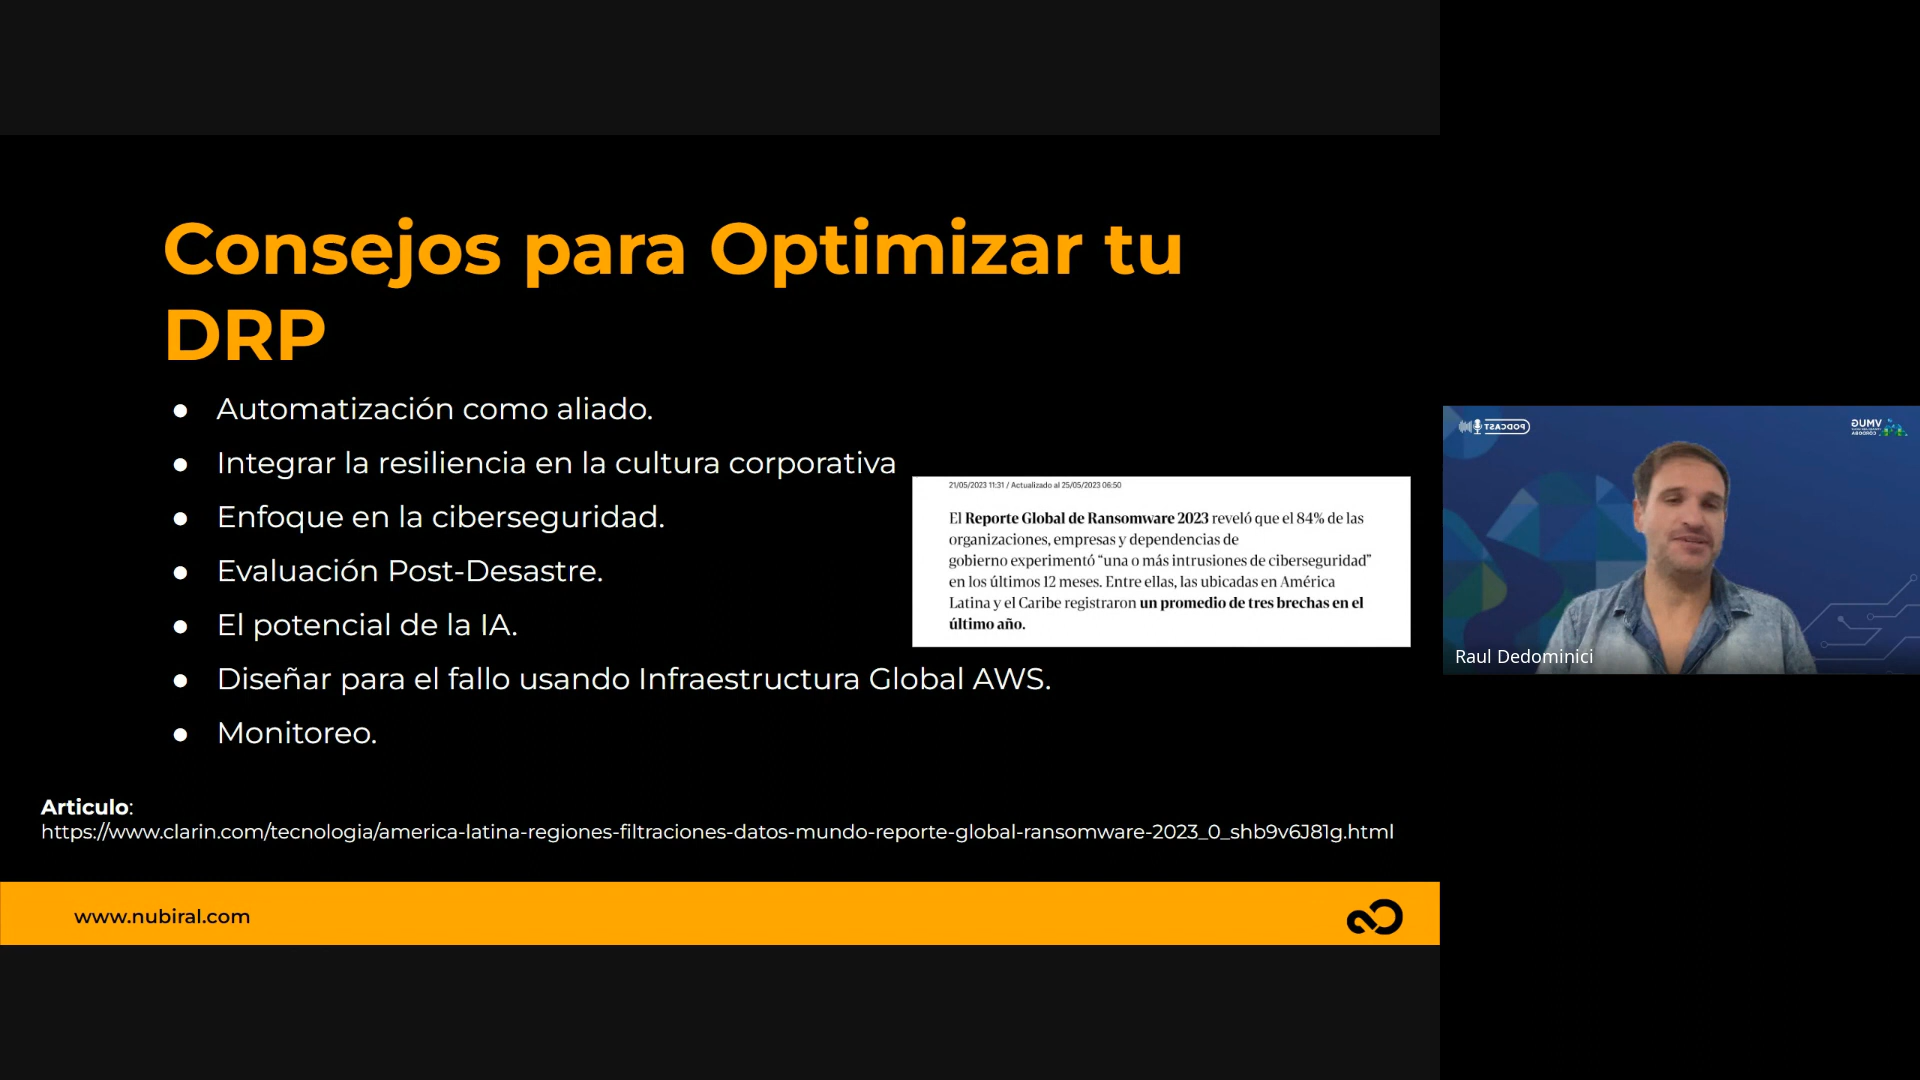 Consejos para Optimizar tu
DRP
● Automatización como aliado.
● Integrar la resiliencia en la cultura corporativa
● Enfoque en la ciberseguridad.
● Evaluación Post-Desastre.
● El potencial de la IA.
● Diseñar para el fallo usando Infraestructura Global AWS.
● Monitoreo.
21/05/2023 11:31 / Actualizado al 25/05/2023 06:50
El Reporte Global de Ransomware 2023 reveló que el 84% de las
organizaciones, empresas y dependencias de
gobierno experimentó “una o más intrusiones de ciberseguridad”
en los últimos 12 meses. Entre ellas, las ubicadas en América
Latina y el Caribe registraron un promedio de tres brechas en el
último año.
Articulo:
https://www.clarin.com/tecnologia/america-latina-regiones-filtraciones-datos-mundo-reporte-global-ransomware-2023_0_shb9v6J81g.html
www.nubiral.com
PODCAST
VMUG
CÓRDOBA
Raul Dedominici